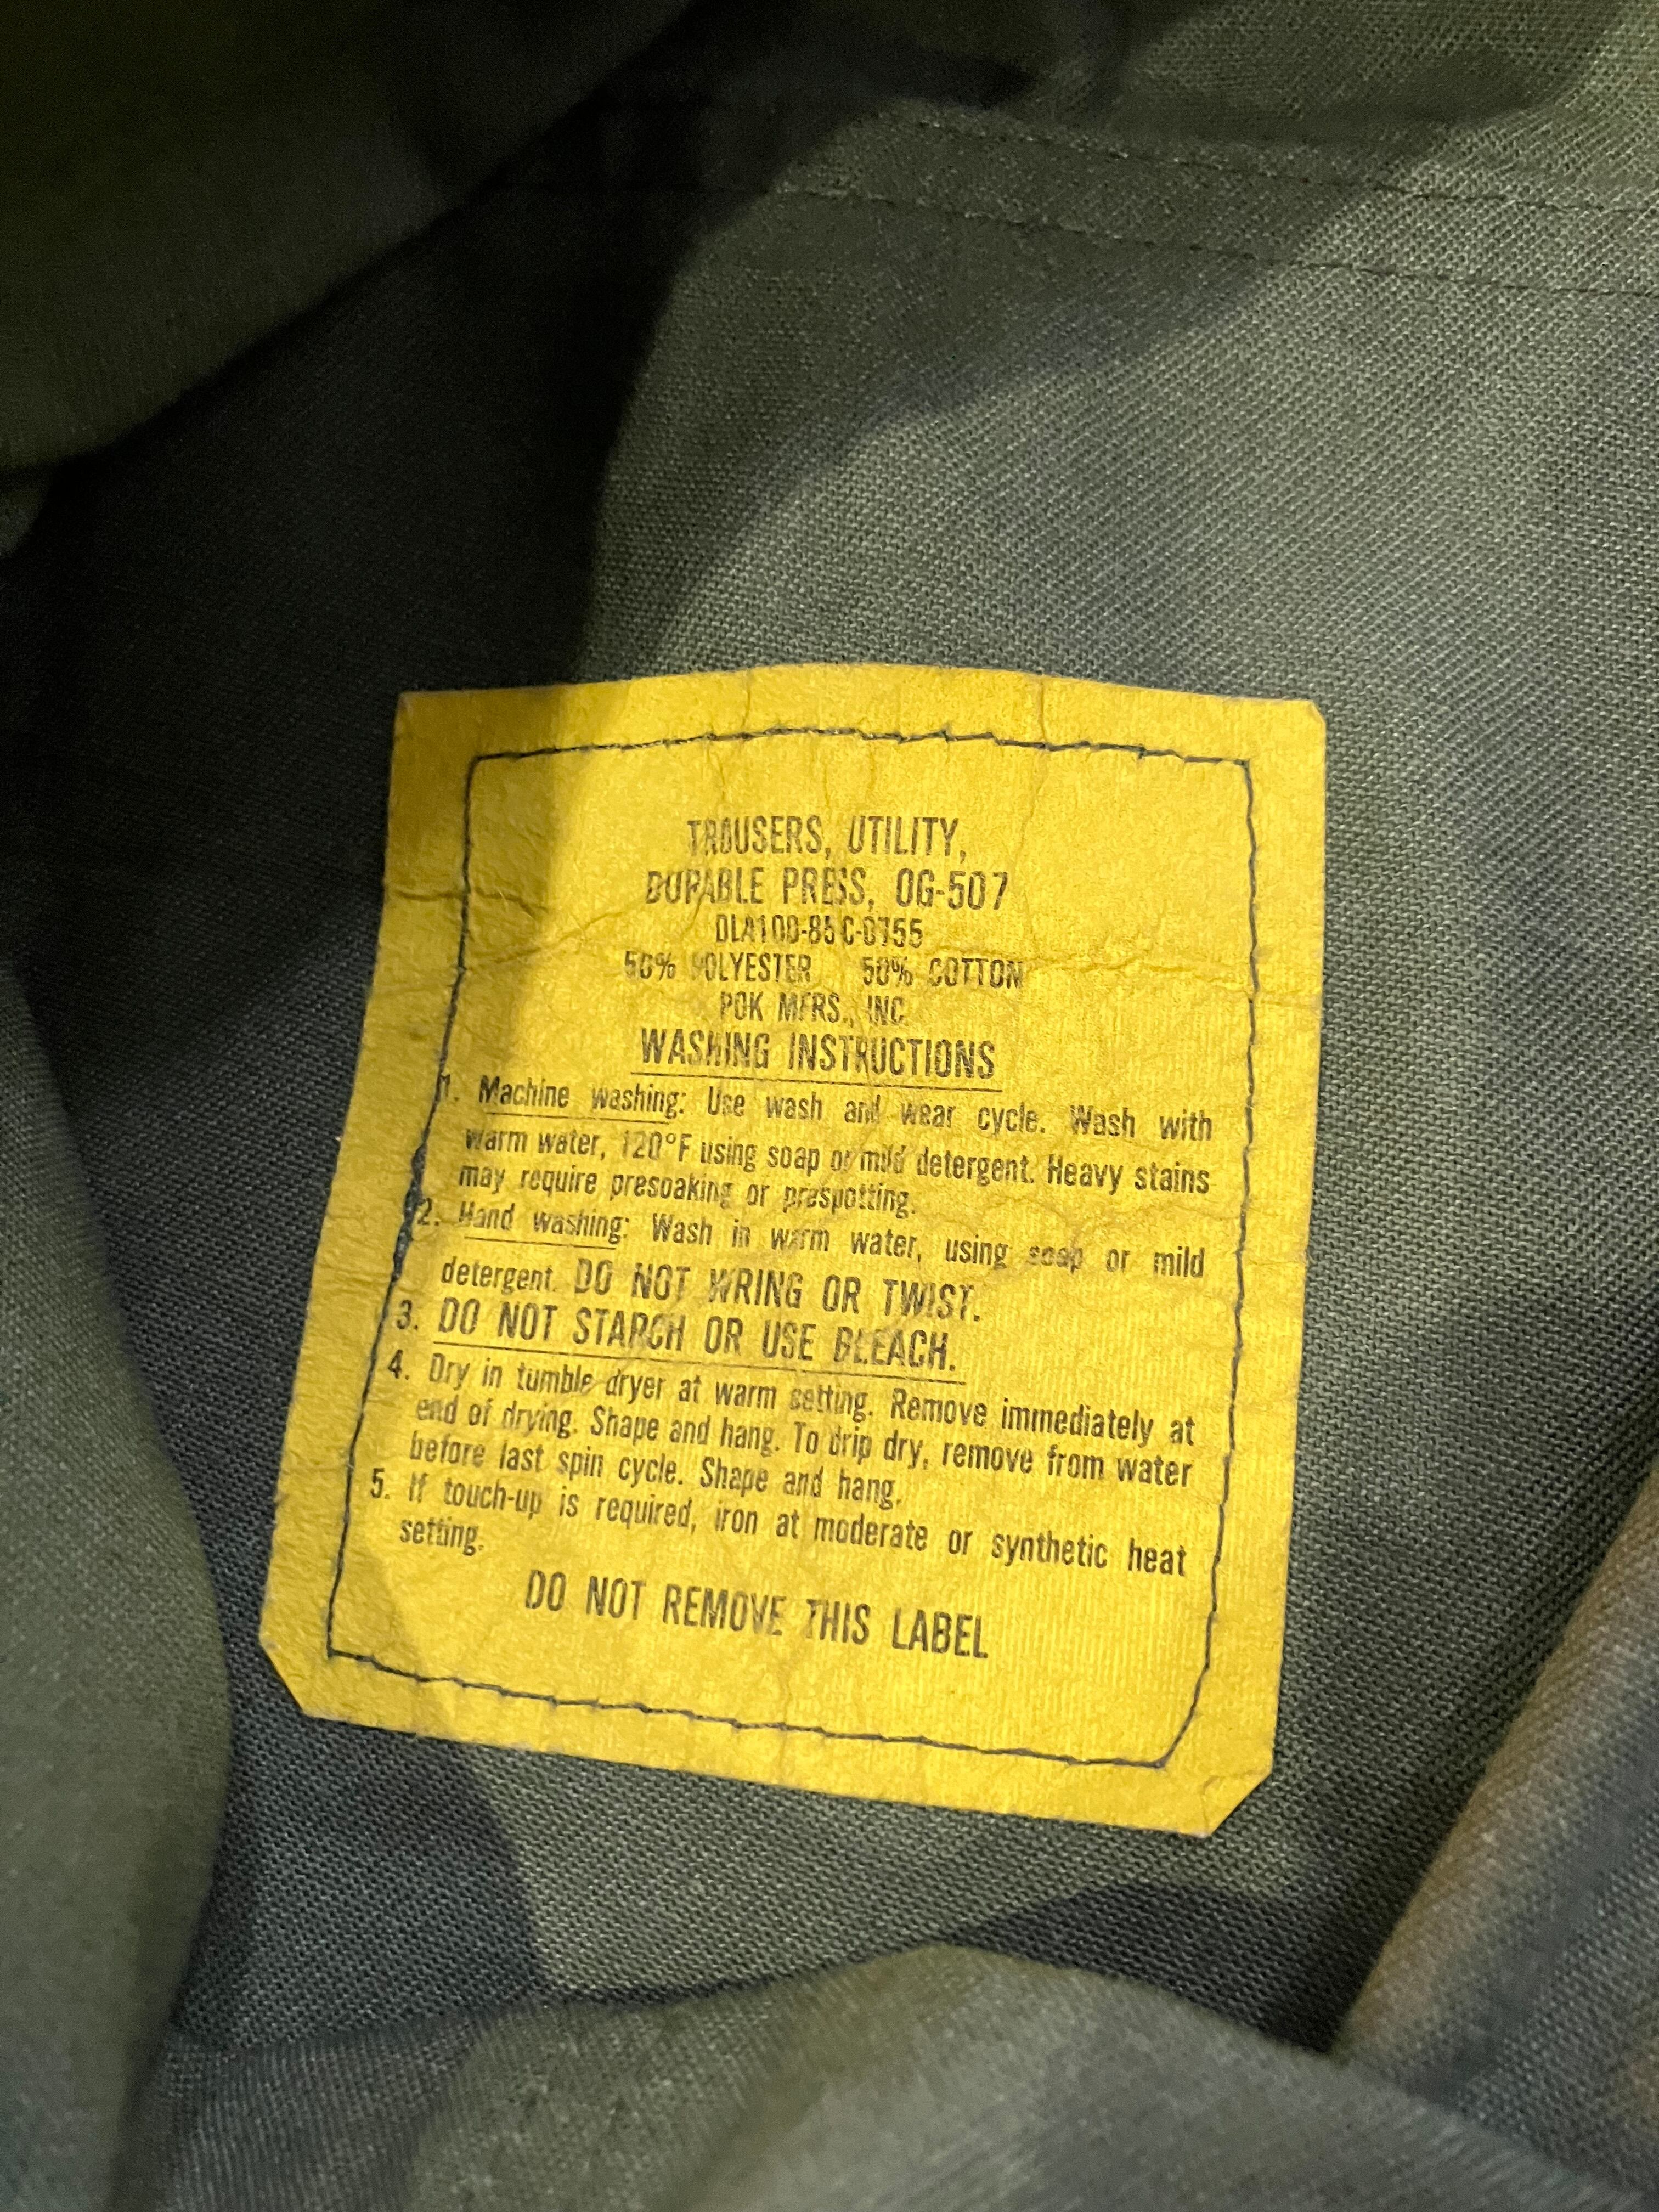 TROUSERS, UTILITY,
DURABLE PRESS, OG-507
DLA100-85C-0755
50% POLYESTER 50% COTTON
POK MFRS., INC.
WASHING INSTRUCTIONS
1. Machine washing: Use wash and wear cycle. Wash with
warm water, 120°F using soap or mild detergent. Heavy stains
may require presoaking or prespotting.
2. Hand washing: Wash in warm water, using soap or mild
detergent. DO NOT WRING OR TWIST.
3. DO NOT STARCH OR USE BLEACH.
4. Dry in tumble dryer at warm setting. Remove immediately at
end of drying. Shape and hang. To drip dry, remove from water
before last spin cycle. Shape and hang.
5. If touch-up is required, iron at moderate or synthetic heat
setting.
DO NOT REMOVE THIS LABEL